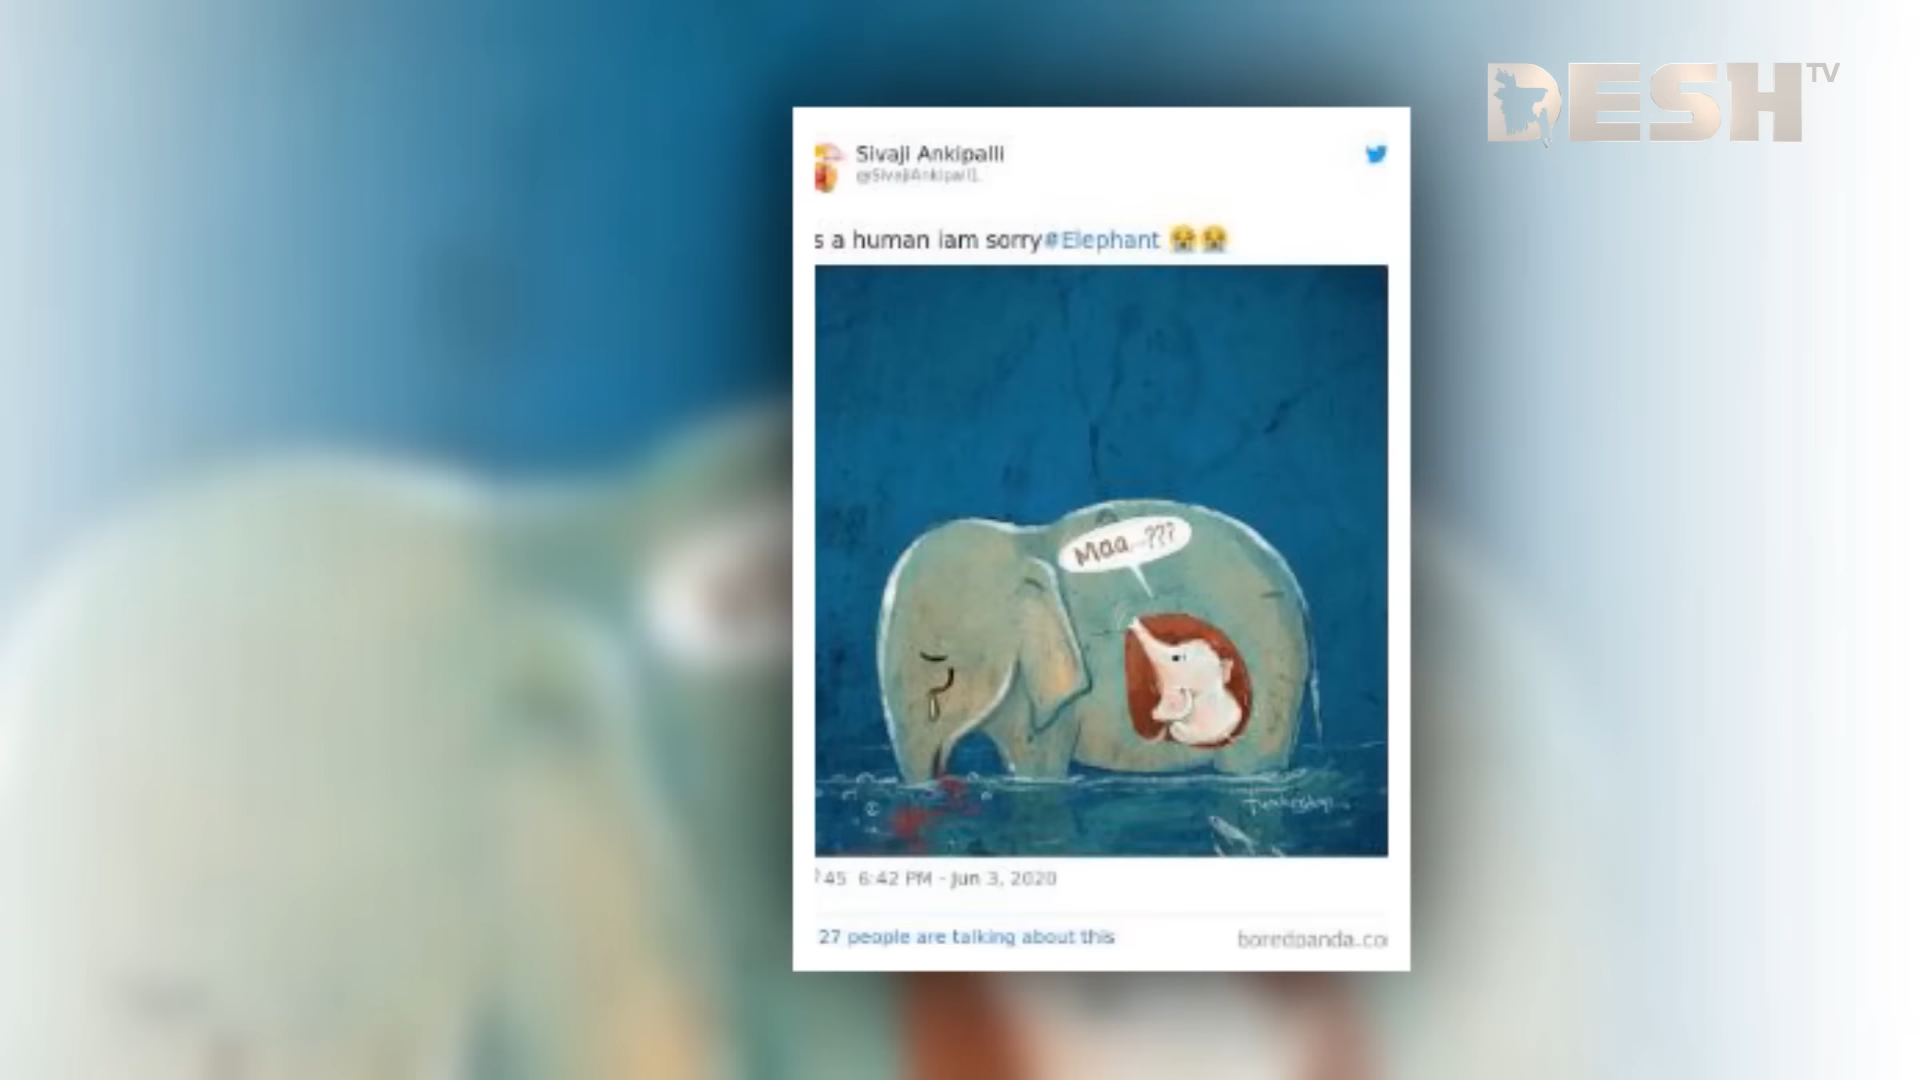 DESH TV
Sivaji Ankipalli
s a human iam sorry#Elephant
Maa...???
45 6:42 PM - Jun 3, 2020
27 people are talking about this
boredpanda.co